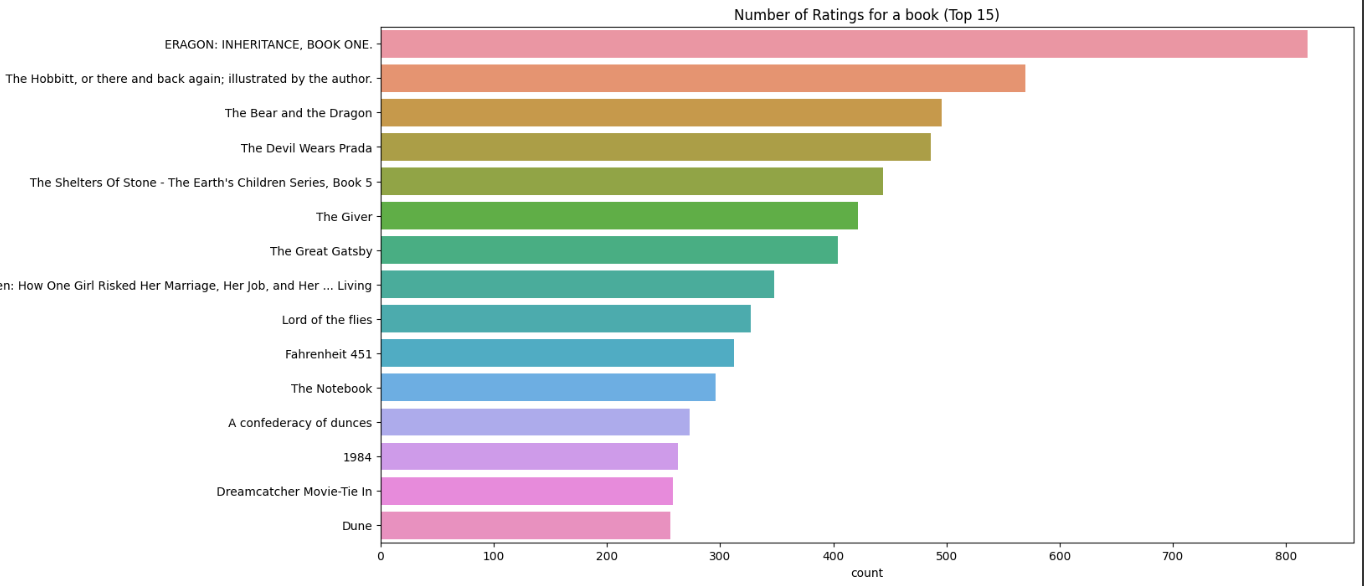 Number of Ratings for a book (Top 15)
ERAGON: INHERITANCE, BOOK ONE.
The Hobbitt, or there and back again; illustrated by the author.
The Bear and the Dragon
The Devil Wears Prada
The Shelters Of Stone - The Earth's Children Series, Book 5
The Giver
The Great Gatsby
How One Girl Risked Her Marriage, Her Job, and Her ... Living
Lord of the flies
Fahrenheit 451
The Notebook
A confederacy of dunces
1984
Dreamcatcher Movie-Tie In
Dune
0 100 200 300 400 500 600 700 800
count